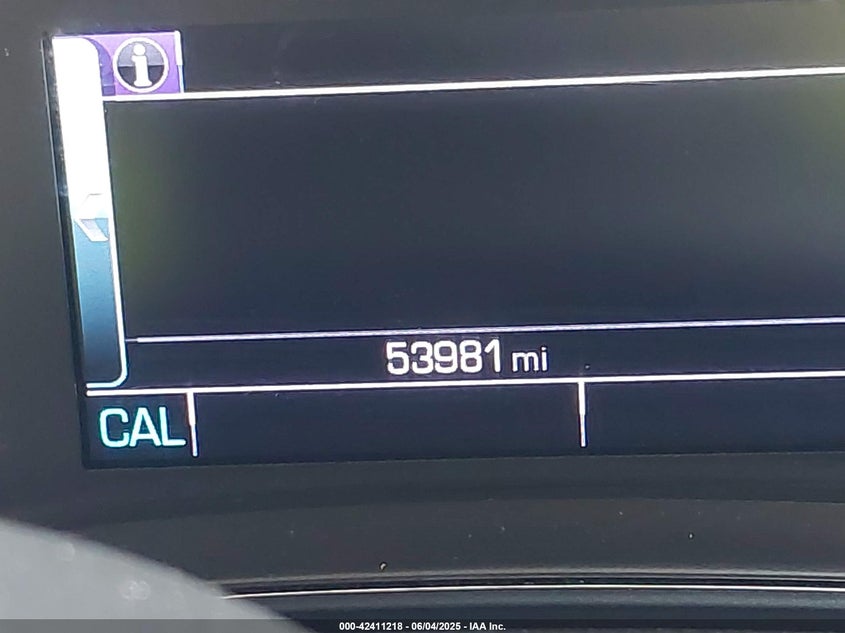 i
53981 mi
CAL
000-42411218 - 06/04/2025 - IAA Inc.